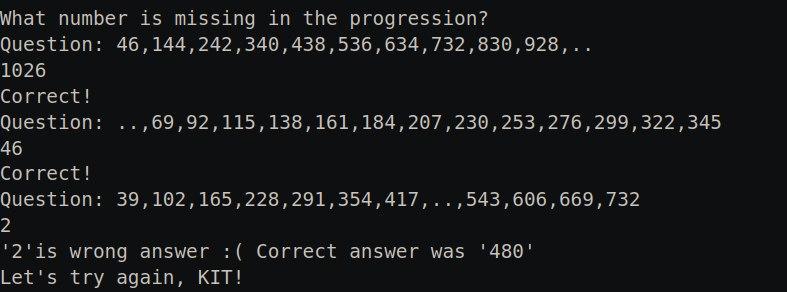 What number is missing in the progression?
Question: 46,144,242,340,438,536,634,732,830,928,..
1026
Correct!
Question: ..,69,92,115,138,161,184,207,230,253,276,299,322,345
46
Correct!
Question: 39,102,165,228,291,354,417,..,543,606,669,732
2
'2'is wrong answer :( Correct answer was '480'
Let's try again, KIT!